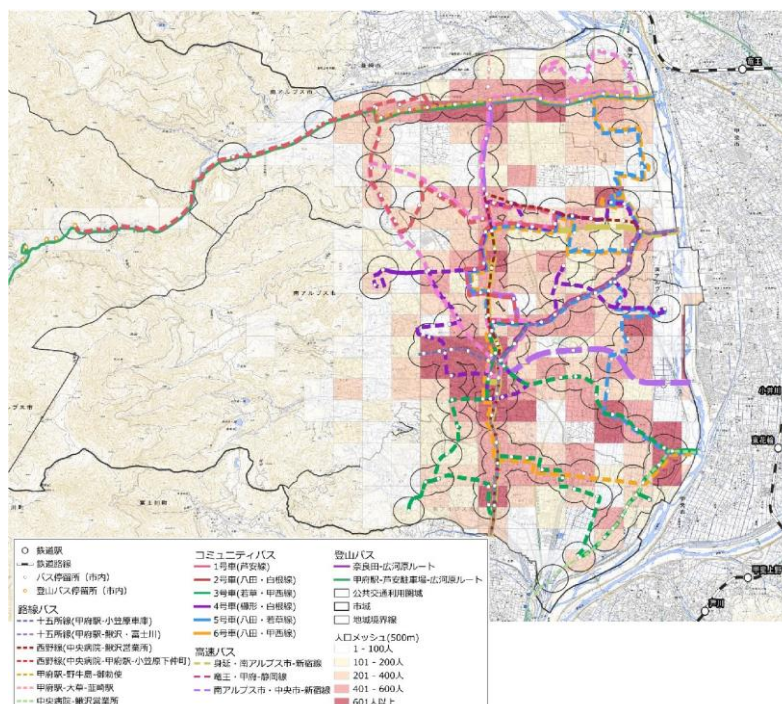 竜王
南アルプス市
南アルプス市
富士川町
小井川
東花輪
甲斐上野
芦川
鉄道駅
鉄道路線
バス停留所（市内）
登山バス停留所（市内）
路線バス
十五所線(甲府駅-小笠原車庫)
十五所線(甲府駅-鰍沢・富士川)
西野線(中央病院-鰍沢営業所)
西野線(中央病院-甲府駅-小笠原下仲町)
甲府駅-野牛島-御勅使
甲府駅-大草-韮崎駅
中央病院-鰍沢営業所
コミュニティバス
1号車(芦安線)
2号車(八田・白根線)
3号車(若草・甲西線)
4号車(櫛形・白根線)
5号車(八田・若草線)
6号車(八田・甲西線)
高速バス
身延・南アルプス市-新宿線
竜王・甲府-静岡線
南アルプス市・中央市-新宿線
登山バス
奈良田-広河原ルート
甲府駅-芦安駐車場-広河原ルート
公共交通利用圏域
市域
地域境界線
人口メッシュ(500m)
1 - 100人
101 - 200人
201 - 400人
401 - 600人
601人以上